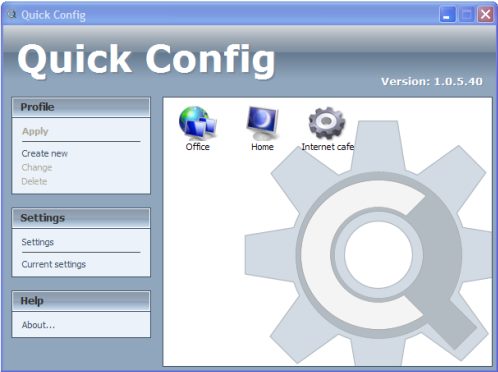 Quick Config
Quick Config
Version: 1.0.5.40
Profile
Apply
Create new
Change
Delete
Settings
Settings
Current settings
Help
About...
Office
Home
Internet cafe